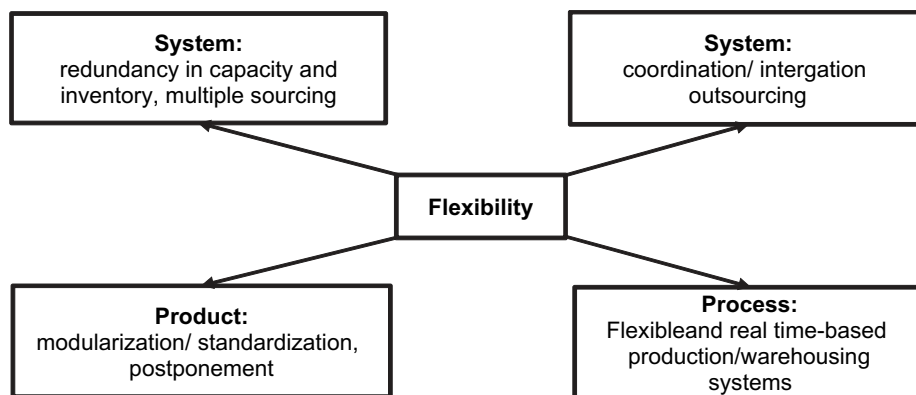 System:
redundancy in capacity and
inventory, multiple sourcing
System:
coordination/ intergation
outsourcing
Flexibility
Product:
modularization/ standardization,
postponement
Process:
Flexibleand real time-based
production/warehousing
systems